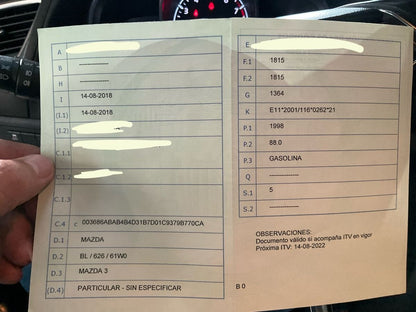 A
B --------------
H --------------
I 14-08-2018
(I.1) 14-08-2018
(I.2)
C.1.1
C.1.2
C.1.3
C.4 c 003686ABAB4B4D31B7D01C9379B770CA
D.1 MAZDA
D.2 BL / 626 / 61W0
D.3 MAZDA 3
(D.4) PARTICULAR - SIN ESPECIFICAR
E
F.1 1815
F.2 1815
G 1364
K E11*2001/116*0262*21
P.1 1998
P.2 88.0
P.3 GASOLINA
Q --------------
S.1 5
S.2 --------------
OBSERVACIONES:
Documento válido si acompaña ITV en vigor
Próxima ITV: 14-08-2022
B 0